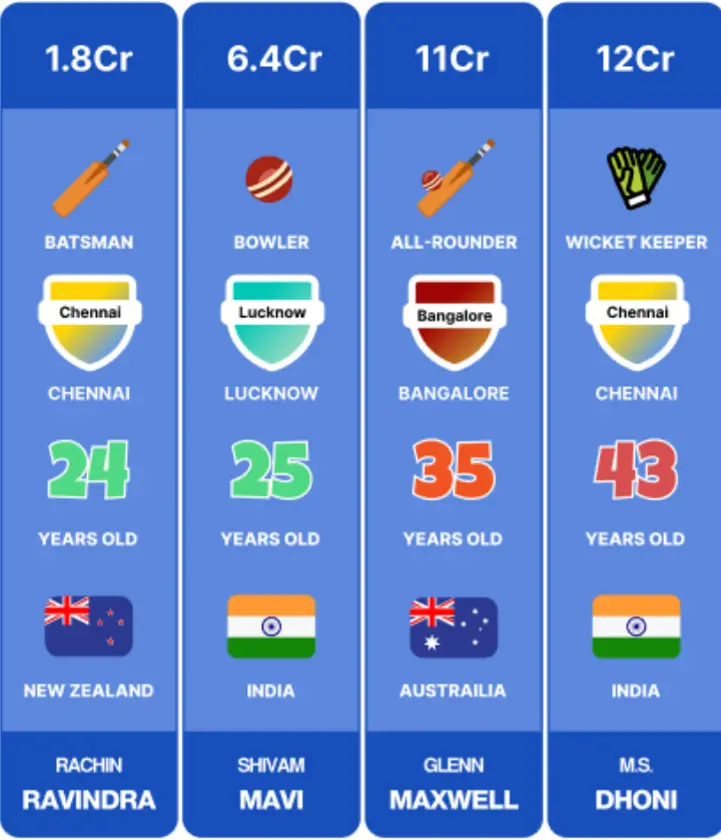 1.8Cr
BATSMAN
Chennai
CHENNAI
24
YEARS OLD
NEW ZEALAND
RACHIN
RAVINDRA
6.4Cr
BOWLER
Lucknow
LUCKNOW
25
YEARS OLD
INDIA
SHIVAM
MAVI
11Cr
ALL-ROUNDER
Bangalore
BANGALORE
35
YEARS OLD
AUSTRAILIA
GLENN
MAXWELL
12Cr
WICKET KEEPER
Chennai
CHENNAI
43
YEARS OLD
INDIA
M.S.
DHONI